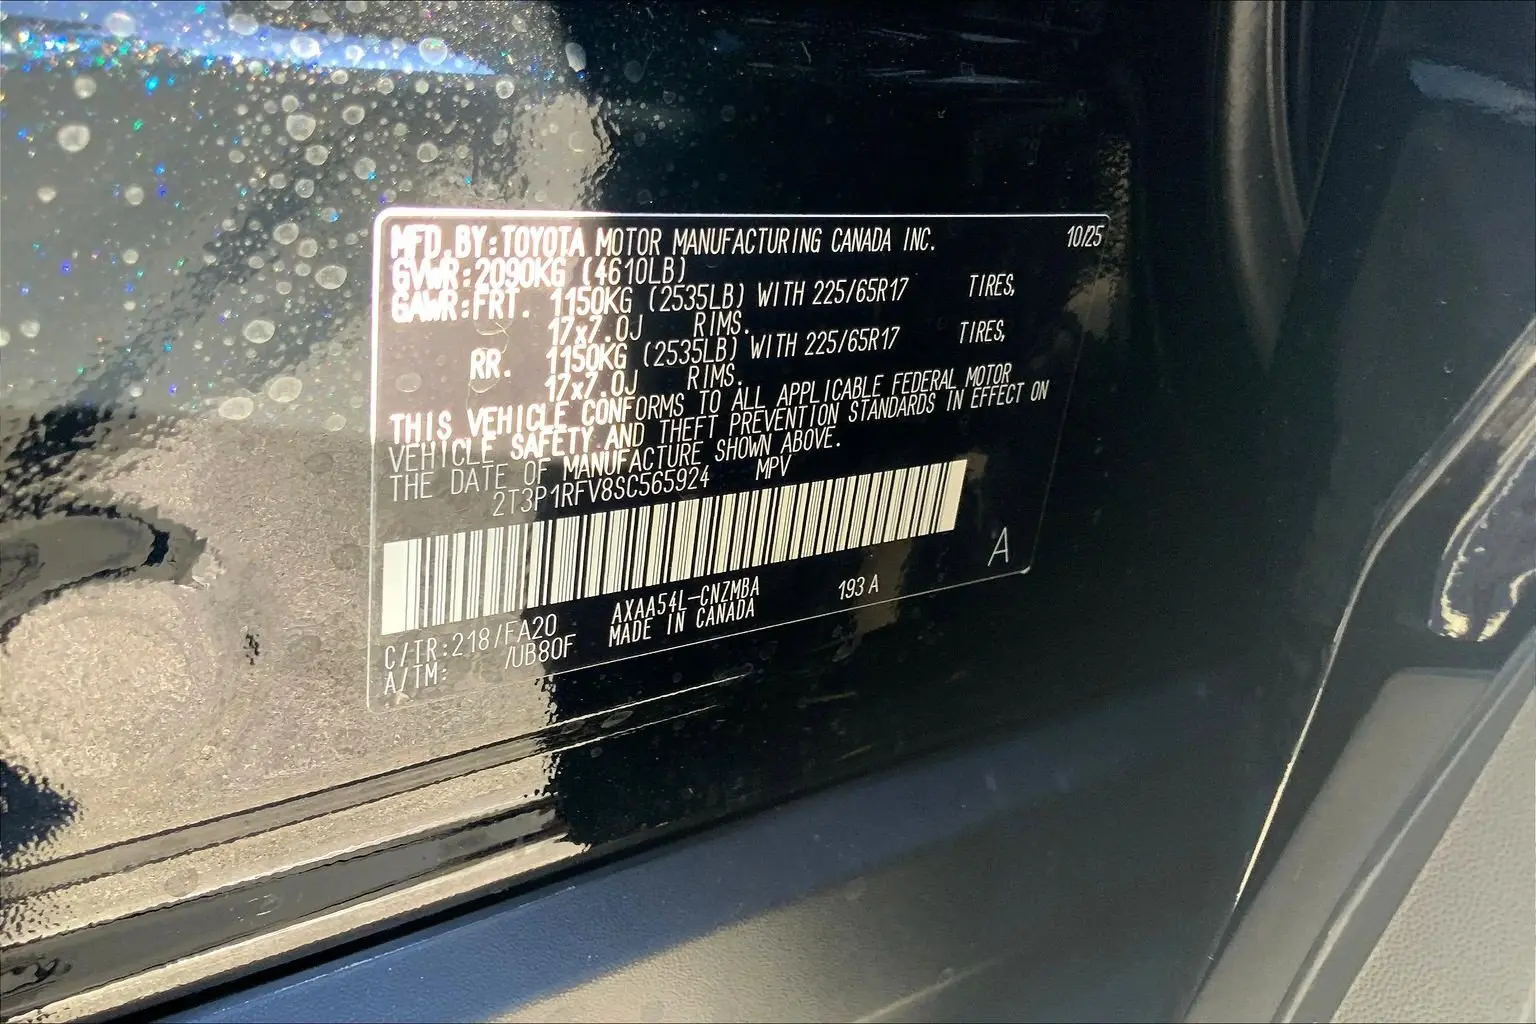 MFD.BY:TOYOTA MOTOR MANUFACTURING CANADA INC. 10/25
GVWR:2090KG (4610LB)
GAWR:FRT. 1150KG (2535LB) WITH 225/65R17 TIRES,
17x7.0J RIMS.
RR. 1150KG (2535LB) WITH 225/65R17 TIRES,
17x7.0J RIMS.
THIS VEHICLE CONFORMS TO ALL APPLICABLE FEDERAL MOTOR
VEHICLE SAFETY AND THEFT PREVENTION STANDARDS IN EFFECT ON
THE DATE OF MANUFACTURE SHOWN ABOVE.
2T3P1RFV8SC565924 MPV
A
C/TR:218/FA20 AXAA54L-CNZMBA 193 A
A/TM: /UB80F MADE IN CANADA